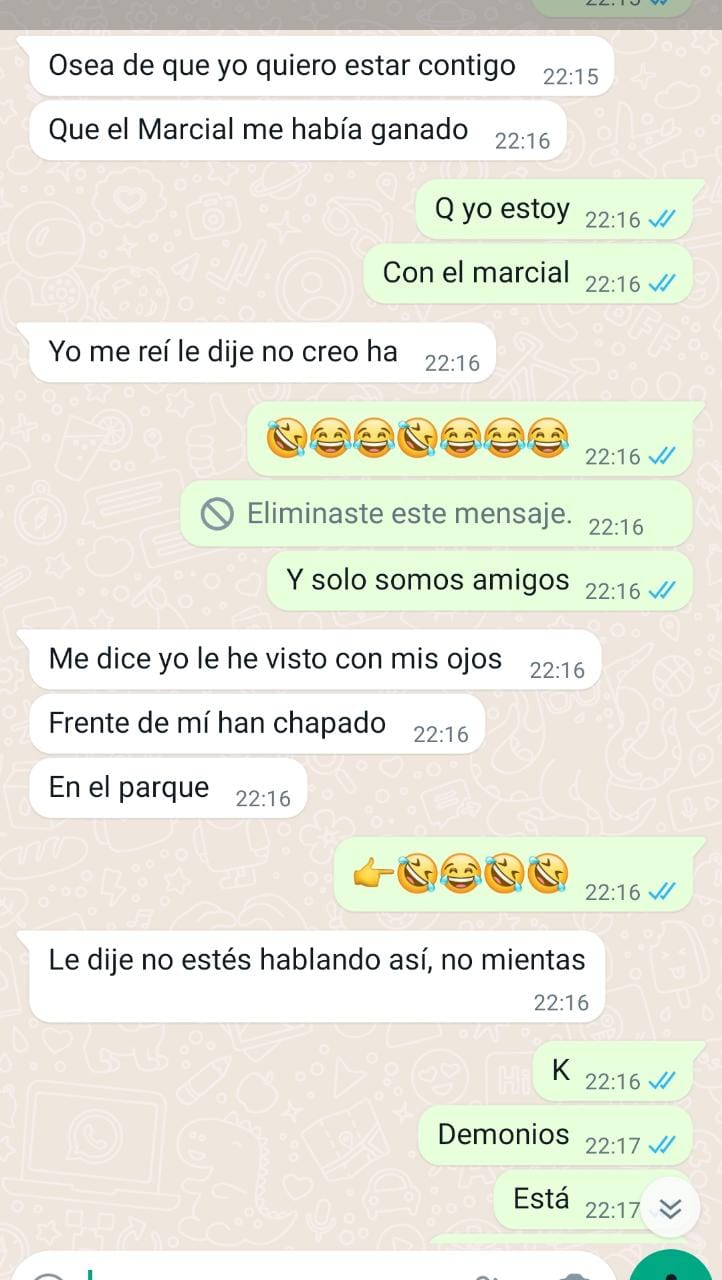 Osea de que yo quiero estar contigo 22:15
Que el Marcial me había ganado 22:16
Q yo estoy 22:16
Con el marcial 22:16
Yo me reí le dije no creo ha 22:16
🤣😂😂🤣😂😂😂 22:16
Eliminaste este mensaje. 22:16
Y solo somos amigos 22:16
Me dice yo le he visto con mis ojos 22:16
Frente de mí han chapado 22:16
En el parque 22:16
👉🤣😂🤣🤣 22:16
Le dije no estés hablando así, no mientas
22:16
K 22:16
Demonios 22:17
Está 22:17